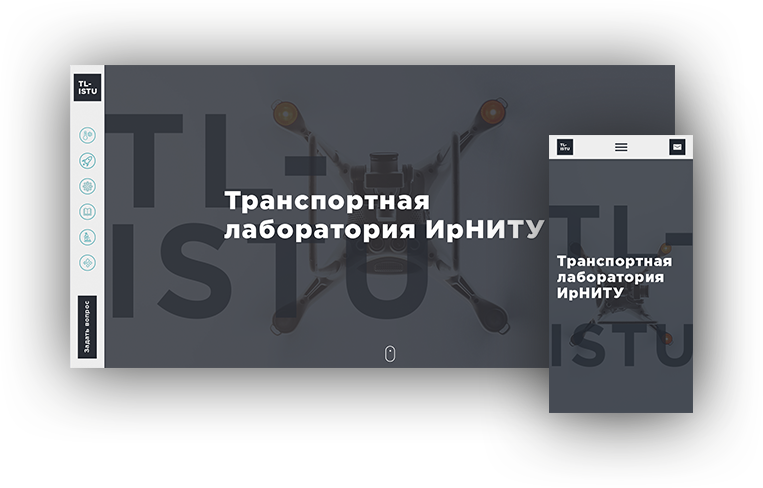 TL-
ISTU
TL-
ISTU
Транспортная
лаборатория ИрНИТУ
Задать вопрос
TL-
ISTU
TL-
ISTU
Транспортная
лаборатория
ИрНИТУ